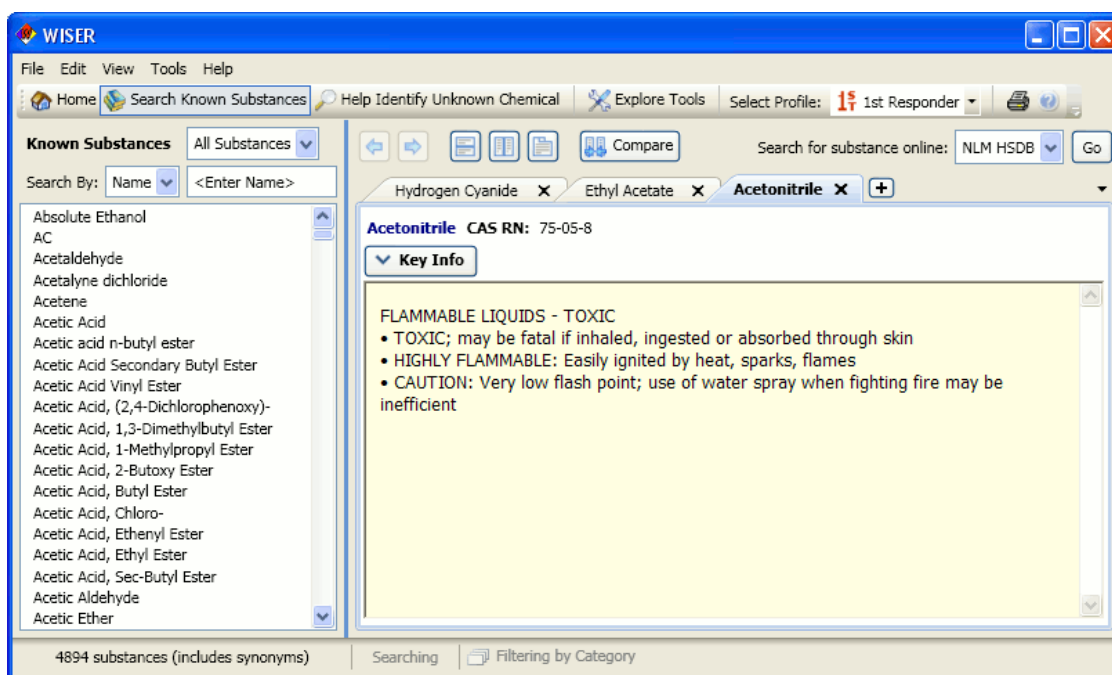 WISER
File Edit View Tools Help
Home Search Known Substances Help Identify Unknown Chemical Explore Tools Select Profile: 1st Responder
Known Substances All Substances
Search By: Name <Enter Name>
Absolute Ethanol
AC
Acetaldehyde
Acetalyne dichloride
Acetene
Acetic Acid
Acetic acid n-butyl ester
Acetic Acid Secondary Butyl Ester
Acetic Acid Vinyl Ester
Acetic Acid, (2,4-Dichlorophenoxy)-
Acetic Acid, 1,3-Dimethylbutyl Ester
Acetic Acid, 1-Methylpropyl Ester
Acetic Acid, 2-Butoxy Ester
Acetic Acid, Butyl Ester
Acetic Acid, Chloro-
Acetic Acid, Ethenyl Ester
Acetic Acid, Ethyl Ester
Acetic Acid, Sec-Butyl Ester
Acetic Aldehyde
Acetic Ether
Compare Search for substance online: NLM HSDB Go
Hydrogen Cyanide Ethyl Acetate Acetonitrile
Acetonitrile CAS RN: 75-05-8
Key Info
FLAMMABLE LIQUIDS - TOXIC
• TOXIC; may be fatal if inhaled, ingested or absorbed through skin
• HIGHLY FLAMMABLE: Easily ignited by heat, sparks, flames
• CAUTION: Very low flash point; use of water spray when fighting fire may be
inefficient
4894 substances (includes synonyms) Searching Filtering by Category